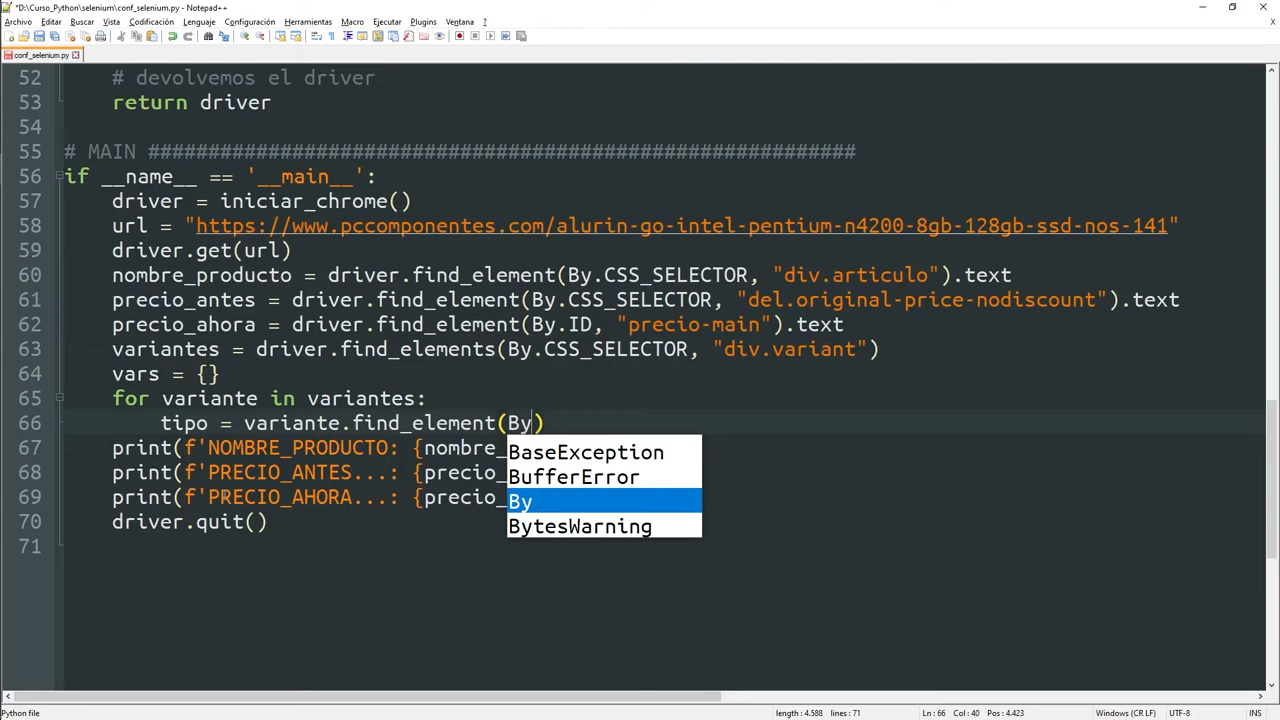 *D:\Curso_Python\selenium\conf_selenium.py - Notepad++
Archivo Editar Buscar Vista Codificación Lenguaje Configuración Herramientas Macro Ejecutar Plugins Ventana ?
conf_selenium.py
52 # devolvemos el driver
53 return driver
54
55 # MAIN ###########################################################
56 if __name__ == '__main__':
57 driver = iniciar_chrome()
58 url = "https://www.pccomponentes.com/alurin-go-intel-pentium-n4200-8gb-128gb-ssd-nos-141"
59 driver.get(url)
60 nombre_producto = driver.find_element(By.CSS_SELECTOR, "div.articulo").text
61 precio_antes = driver.find_element(By.CSS_SELECTOR, "del.original-price-nodiscount").text
62 precio_ahora = driver.find_element(By.ID, "precio-main").text
63 variantes = driver.find_elements(By.CSS_SELECTOR, "div.variant")
64 vars = {}
65 for variante in variantes:
66 tipo = variante.find_element(By)
67 print(f'NOMBRE_PRODUCTO: {nombre_
68 print(f'PRECIO_ANTES...: {precio_
69 print(f'PRECIO_AHORA...: {precio_
70 driver.quit()
71
BaseException
BufferError
By
BytesWarning
Python file length : 4.588 lines : 71 Ln : 66 Col : 40 Pos : 4.423 Windows (CR LF) UTF-8 INS